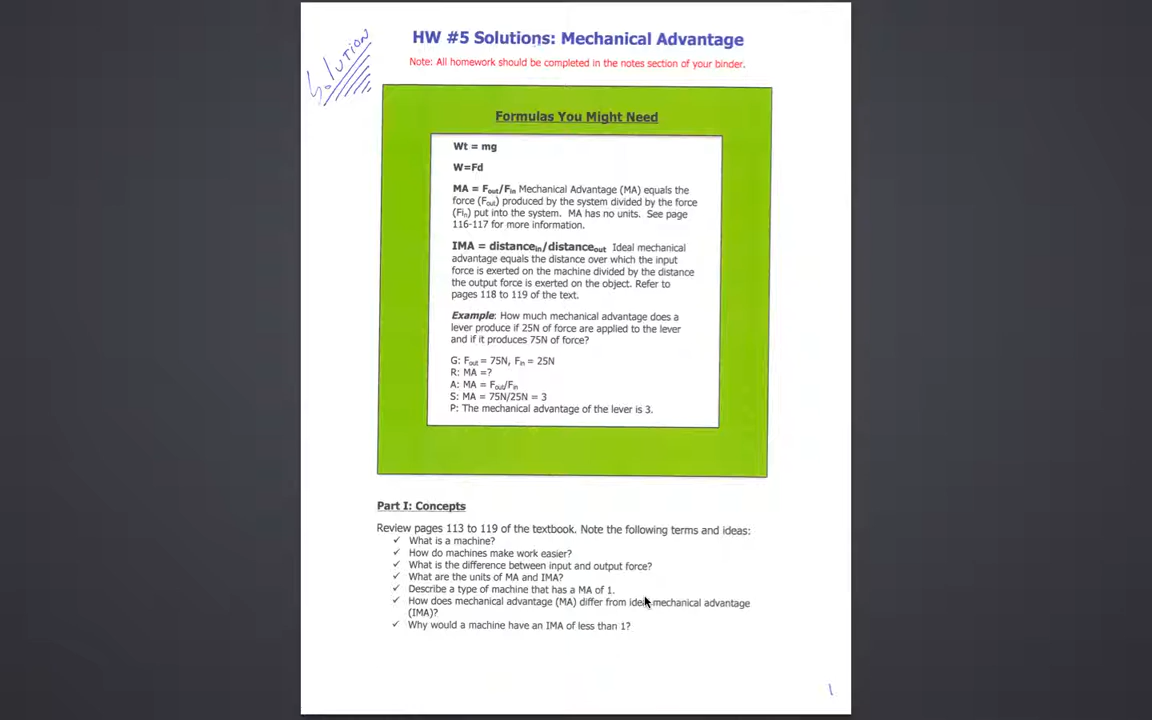 Solution
HW #5 Solutions: Mechanical Advantage
Note: All homework should be completed in the notes section of your binder.
Formulas You Might Need
Wt = mg
W=Fd
MA = Fout/Fin Mechanical Advantage (MA) equals the
force (Fout) produced by the system divided by the force
(Fin) put into the system. MA has no units. See page
116-117 for more information.
IMA = distancein/distanceout Ideal mechanical
advantage equals the distance over which the input
force is exerted on the machine divided by the distance
the output force is exerted on the object. Refer to
pages 118 to 119 of the text.
Example: How much mechanical advantage does a
lever produce if 25N of force are applied to the lever
and if it produces 75N of force?
G: Fout = 75N, Fin = 25N
R: MA =?
A: MA = Fout/Fin
S: MA = 75N/25N = 3
P: The mechanical advantage of the lever is 3.
Part I: Concepts
Review pages 113 to 119 of the textbook. Note the following terms and ideas:
✓ What is a machine?
✓ How do machines make work easier?
✓ What is the difference between input and output force?
✓ What are the units of MA and IMA?
✓ Describe a type of machine that has a MA of 1.
✓ How does mechanical advantage (MA) differ from ideal mechanical advantage
(IMA)?
✓ Why would a machine have an IMA of less than 1?
1